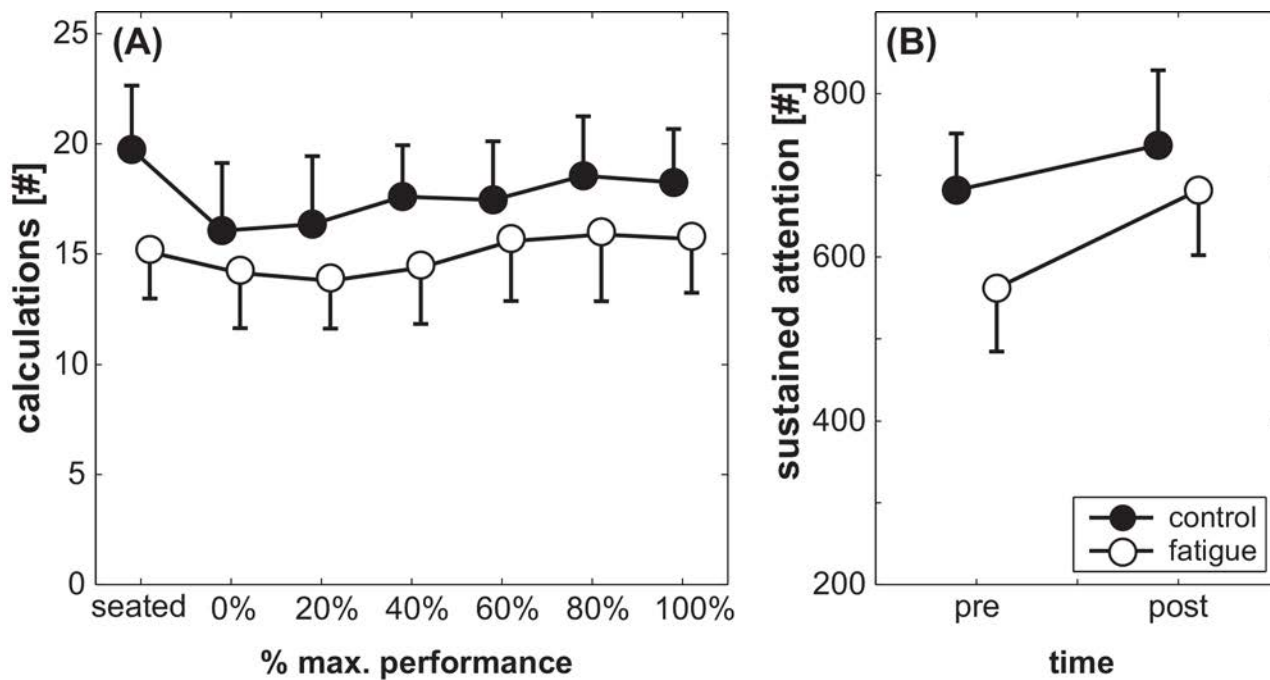 (A)
calculations [#]
25
20
15
10
5
0
seated 0% 20% 40% 60% 80% 100%
% max. performance
(B)
sustained attention [#]
800
600
400
200
control
fatigue
pre post
time